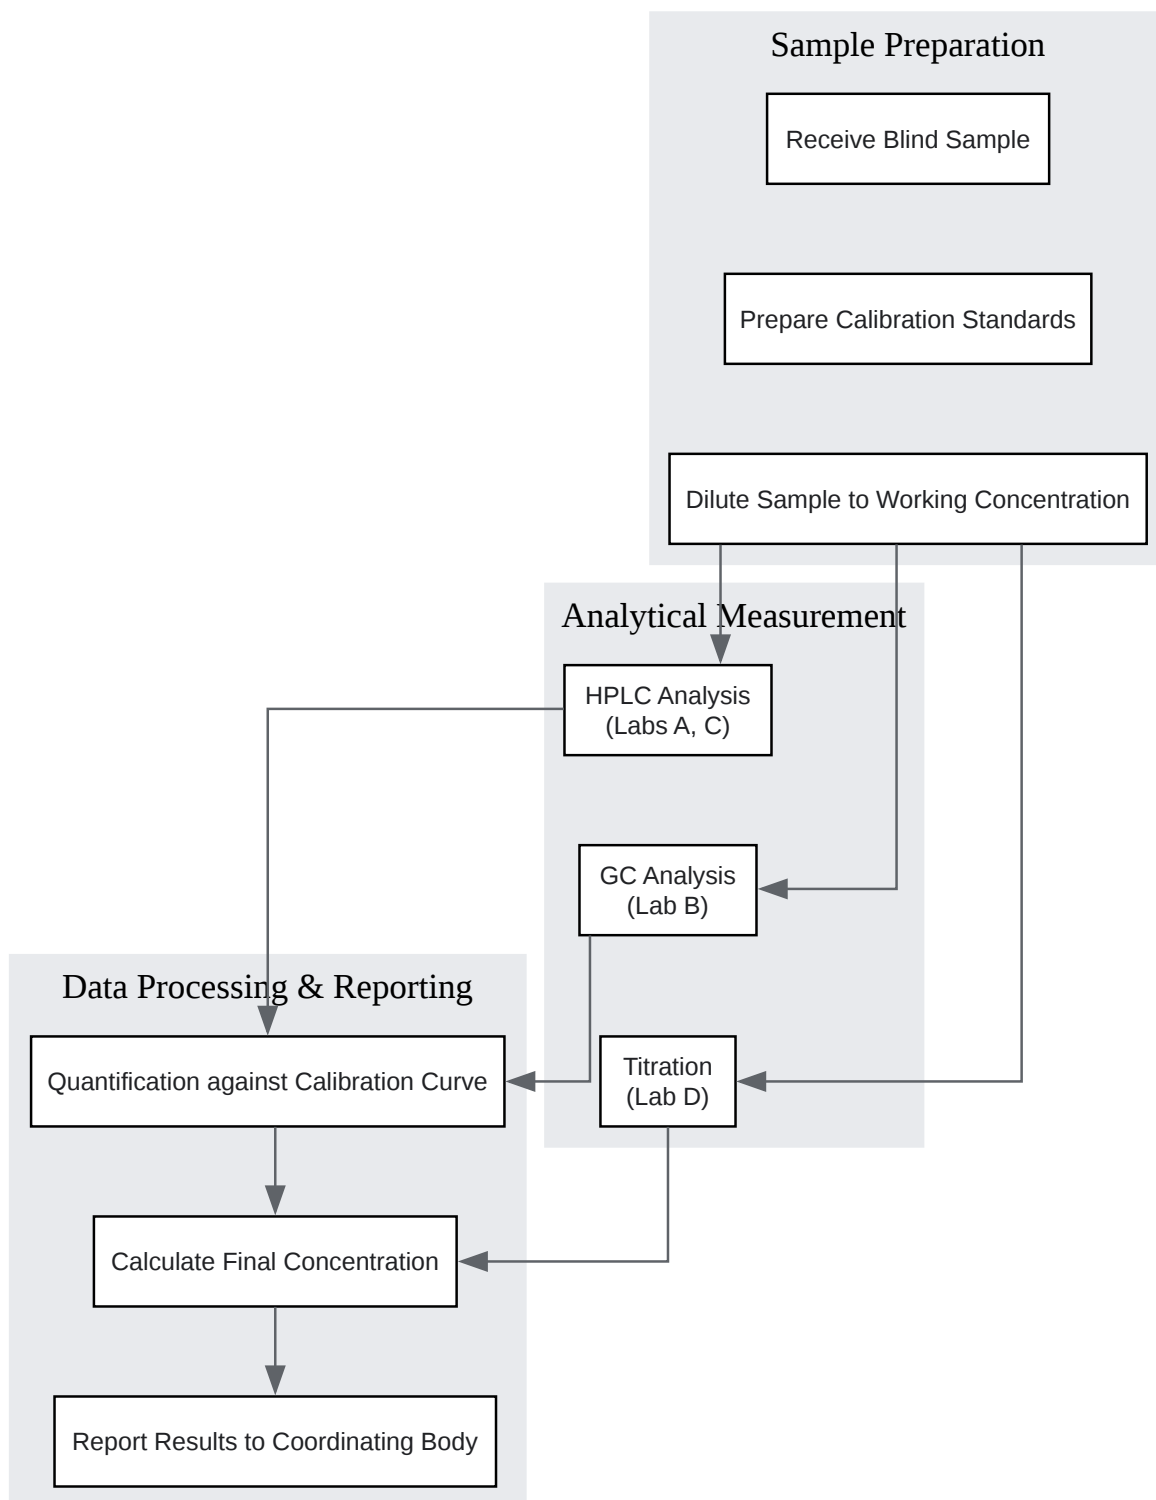 Sample Preparation
Receive Blind Sample
Prepare Calibration Standards
Dilute Sample to Working Concentration
Analytical Measurement
HPLC Analysis
(Labs A, C)
GC Analysis
(Lab B)
Titration
(Lab D)
Data Processing & Reporting
Quantification against Calibration Curve
Calculate Final Concentration
Report Results to Coordinating Body